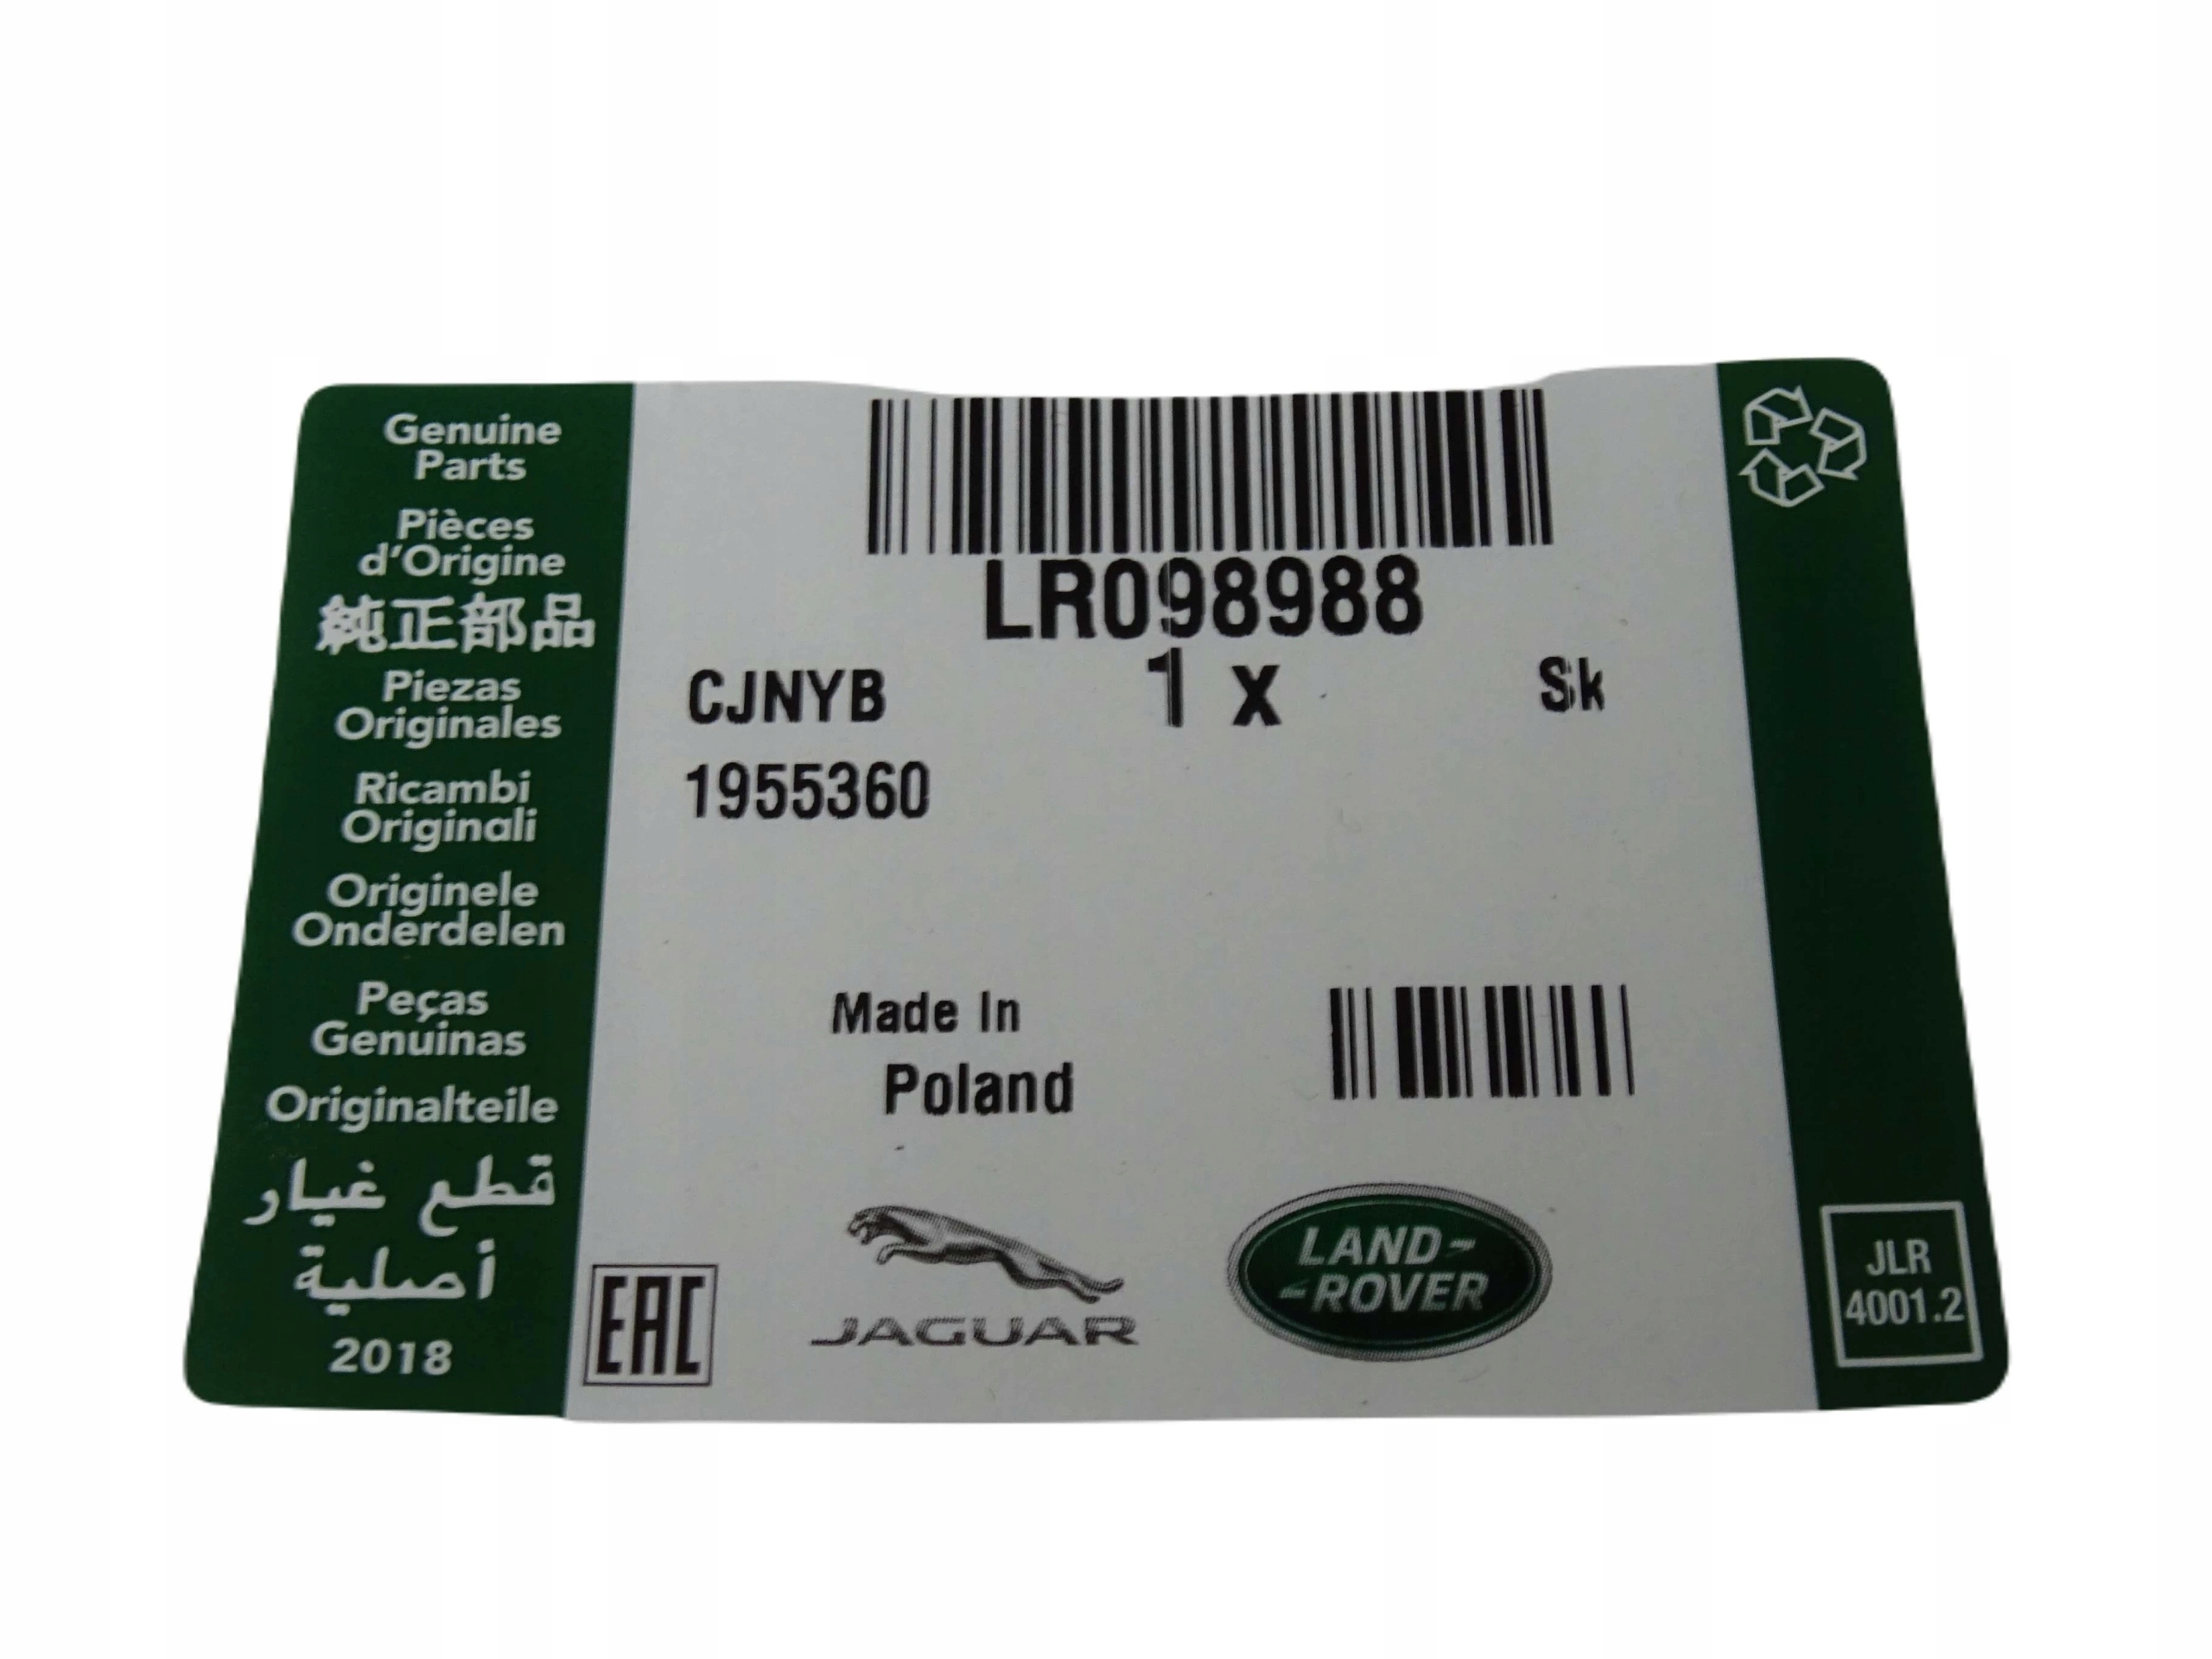 Genuine
Parts
Pièces
d'Origine
純正部品
Piezas
Originales
Ricambi
Originali
Originele
Onderdelen
Peças
Genuinas
Originalteile
قطع غيار
أصلية
2018
LR098988
CJNYB 1 x Sk
1955360
Made In
Poland
EAC
JAGUAR
LAND-
-ROVER
JLR
4001.2